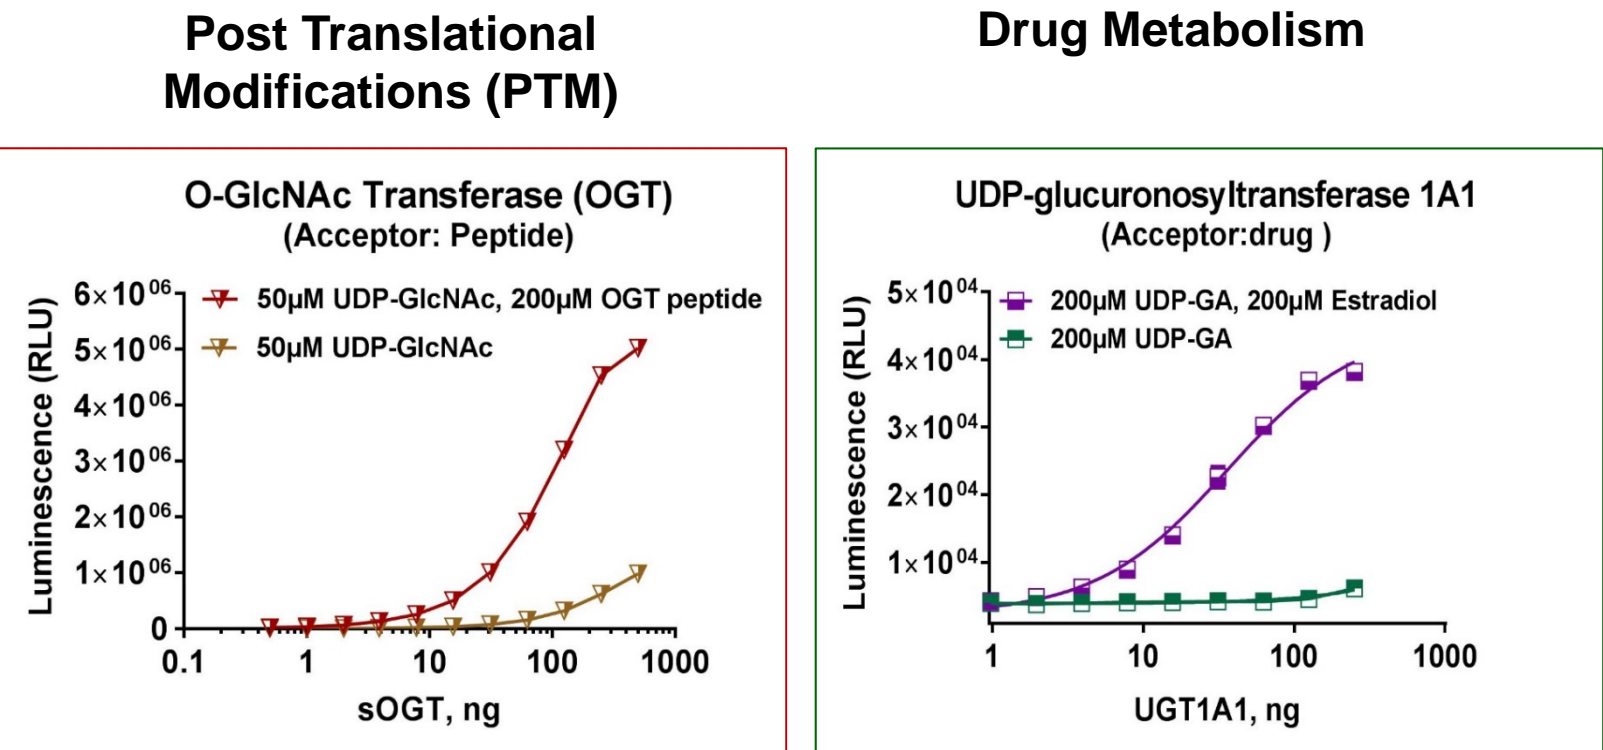 Post Translational
Modifications (PTM)
Drug Metabolism
O-GlcNAc Transferase (OGT)
(Acceptor: Peptide)
6×10⁰⁶
5×10⁰⁶
4×10⁰⁶
3×10⁰⁶
2×10⁰⁶
1×10⁰⁶
0
Luminescence (RLU)
50µM UDP-GlcNAc, 200µM OGT peptide
50µM UDP-GlcNAc
0.1 1 10 100 1000
sOGT, ng
UDP-glucuronosyltransferase 1A1
(Acceptor:drug )
5×10⁰⁴
4×10⁰⁴
3×10⁰⁴
2×10⁰⁴
1×10⁰⁴
Luminescence (RLU)
200µM UDP-GA, 200µM Estradiol
200µM UDP-GA
1 10 100 1000
UGT1A1, ng